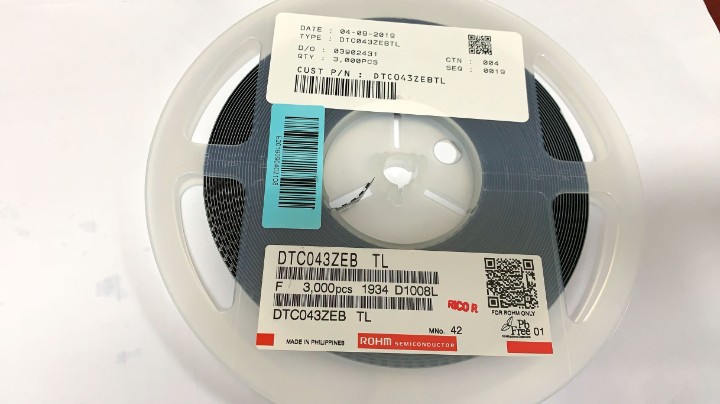 DATE : 04-09-2019
TYPE : DTC043ZEBTL
D/O : 03902431
QTY : 3,000PCS
CTN : 004
SEQ : 0019
CUST P/N : DTC043ZEBTL
DTC043ZEB TL
F 3,000pcs 1934 D1008L
RICO R.
DTC043ZEB TL
MNo. 42
FOR ROHM ONLY
Pb
Free 01
MADE IN PHILIPPINES
ROHM SEMICONDUCTOR